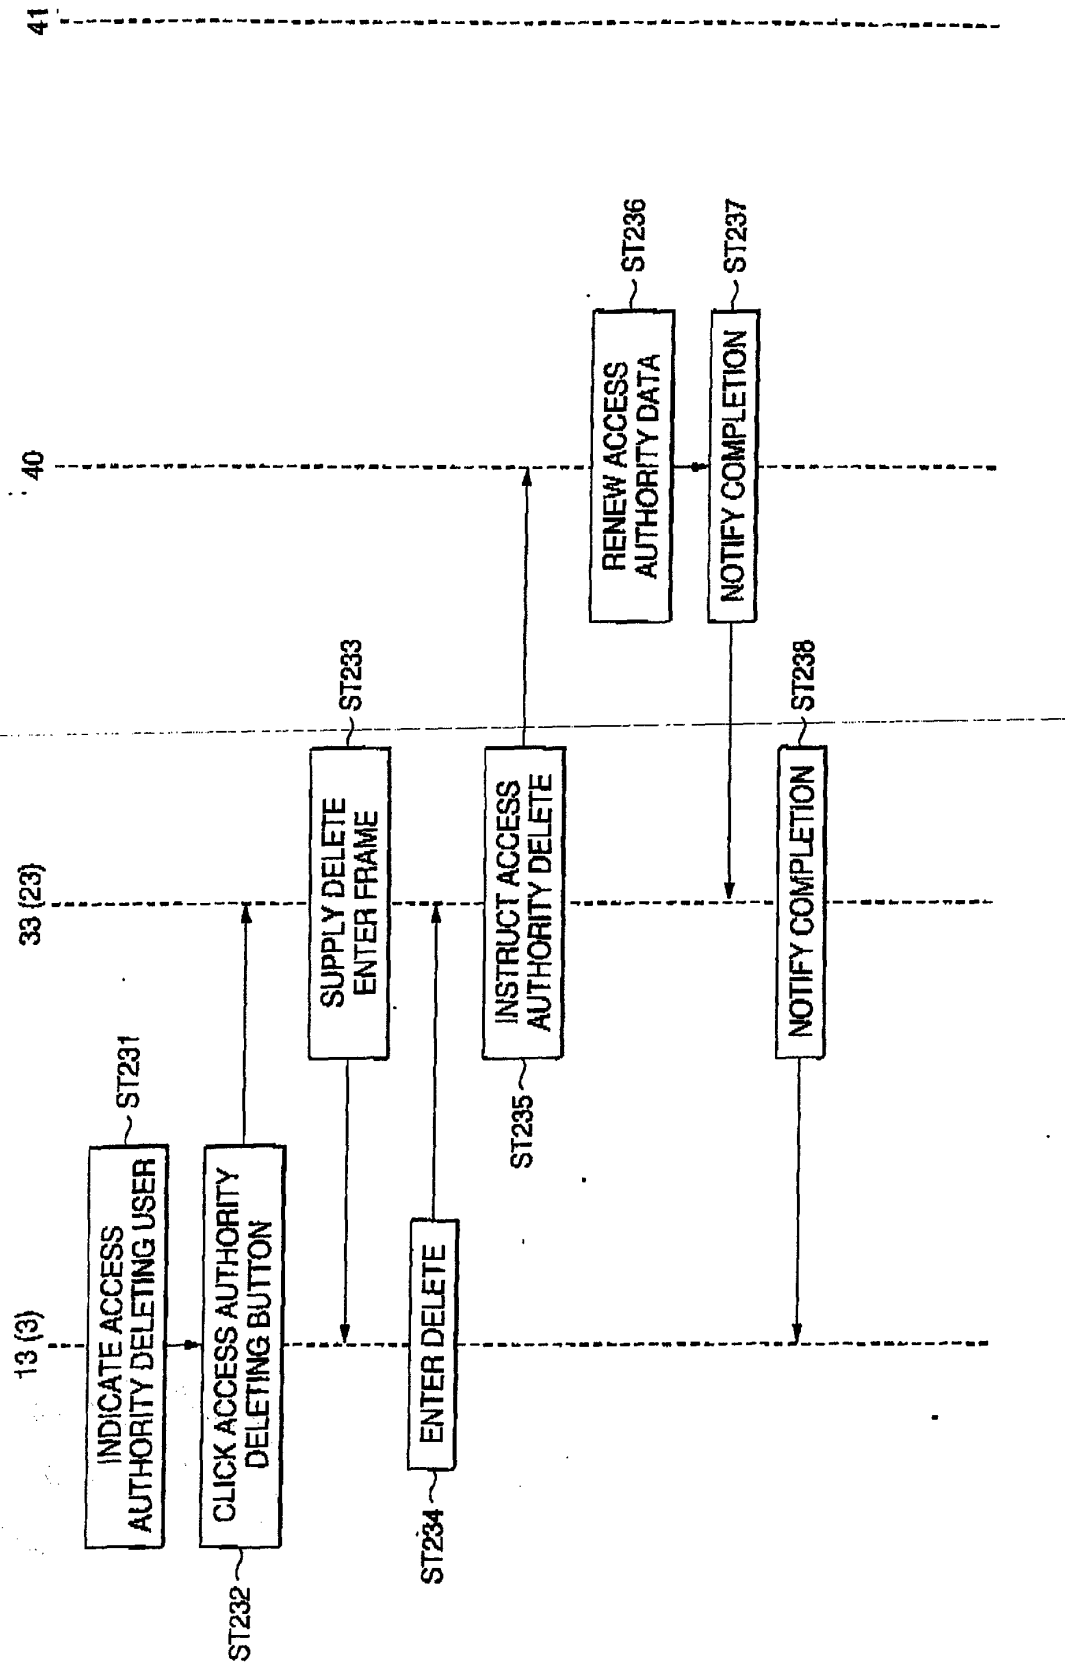 13 (3)
33 (23)
40
41
INDICATE ACCESS
AUTHORITY DELETING USER
ST231
CLICK ACCESS AUTHORITY
DELETING BUTTON
ST232
SUPPLY DELETE
ENTER FRAME
ST233
ENTER DELETE
ST234
INSTRUCT ACCESS
AUTHORITY DELETE
ST235
RENEW ACCESS
AUTHORITY DATA
ST236
NOTIFY COMPLETION
ST237
NOTIFY COMPLETION
ST238